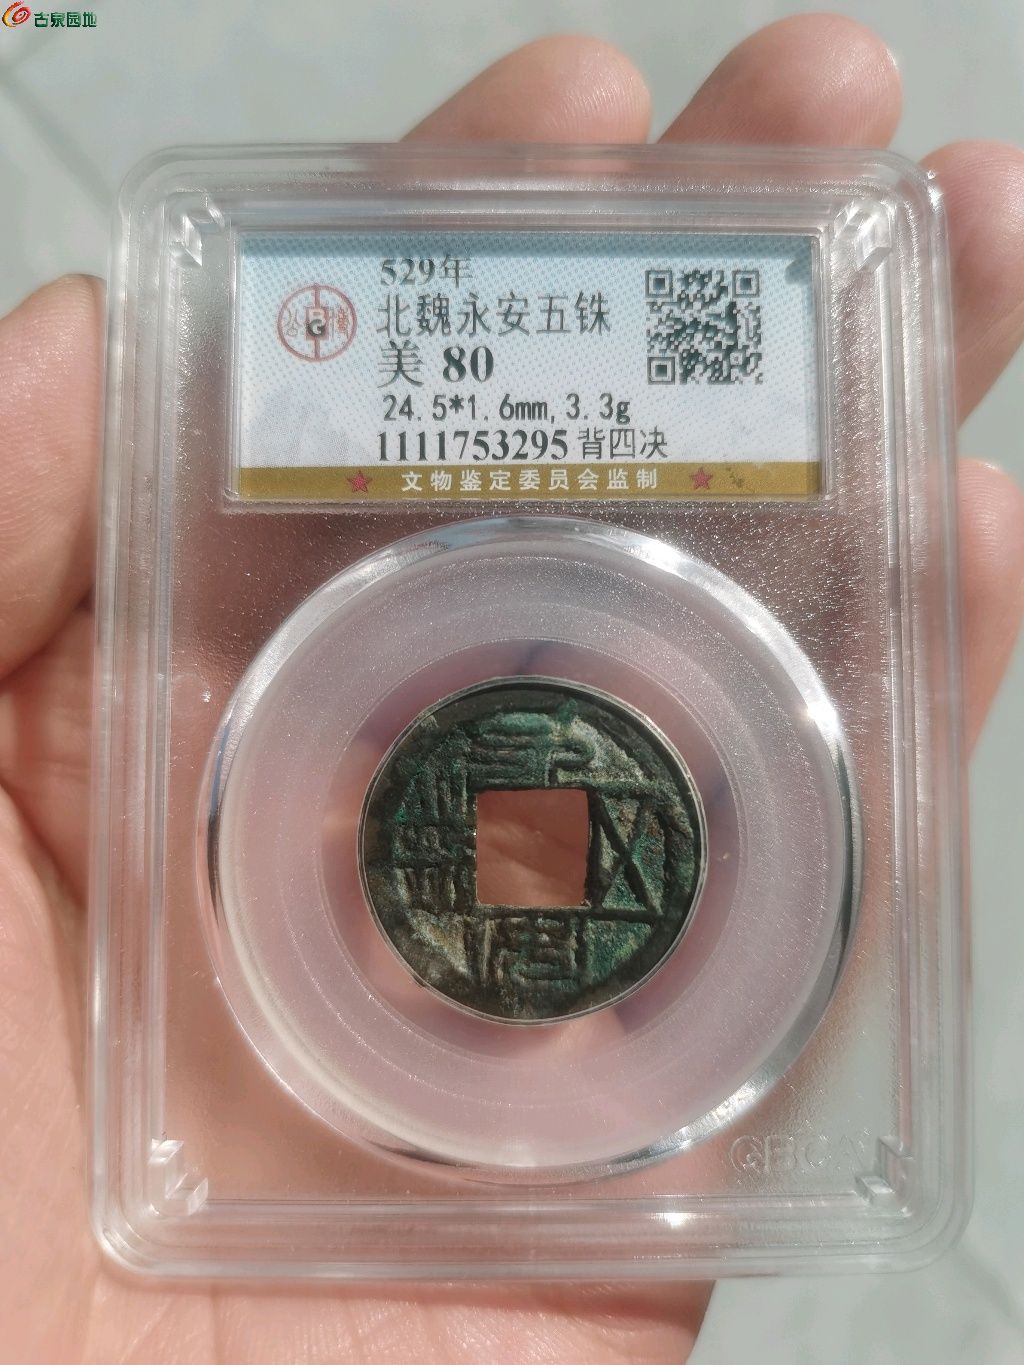 古泉园地
529年
北魏永安五铢
美 80
24.5*1.6mm,3.3g
1111753295 背四决
文物鉴定委员会监制
GBCA